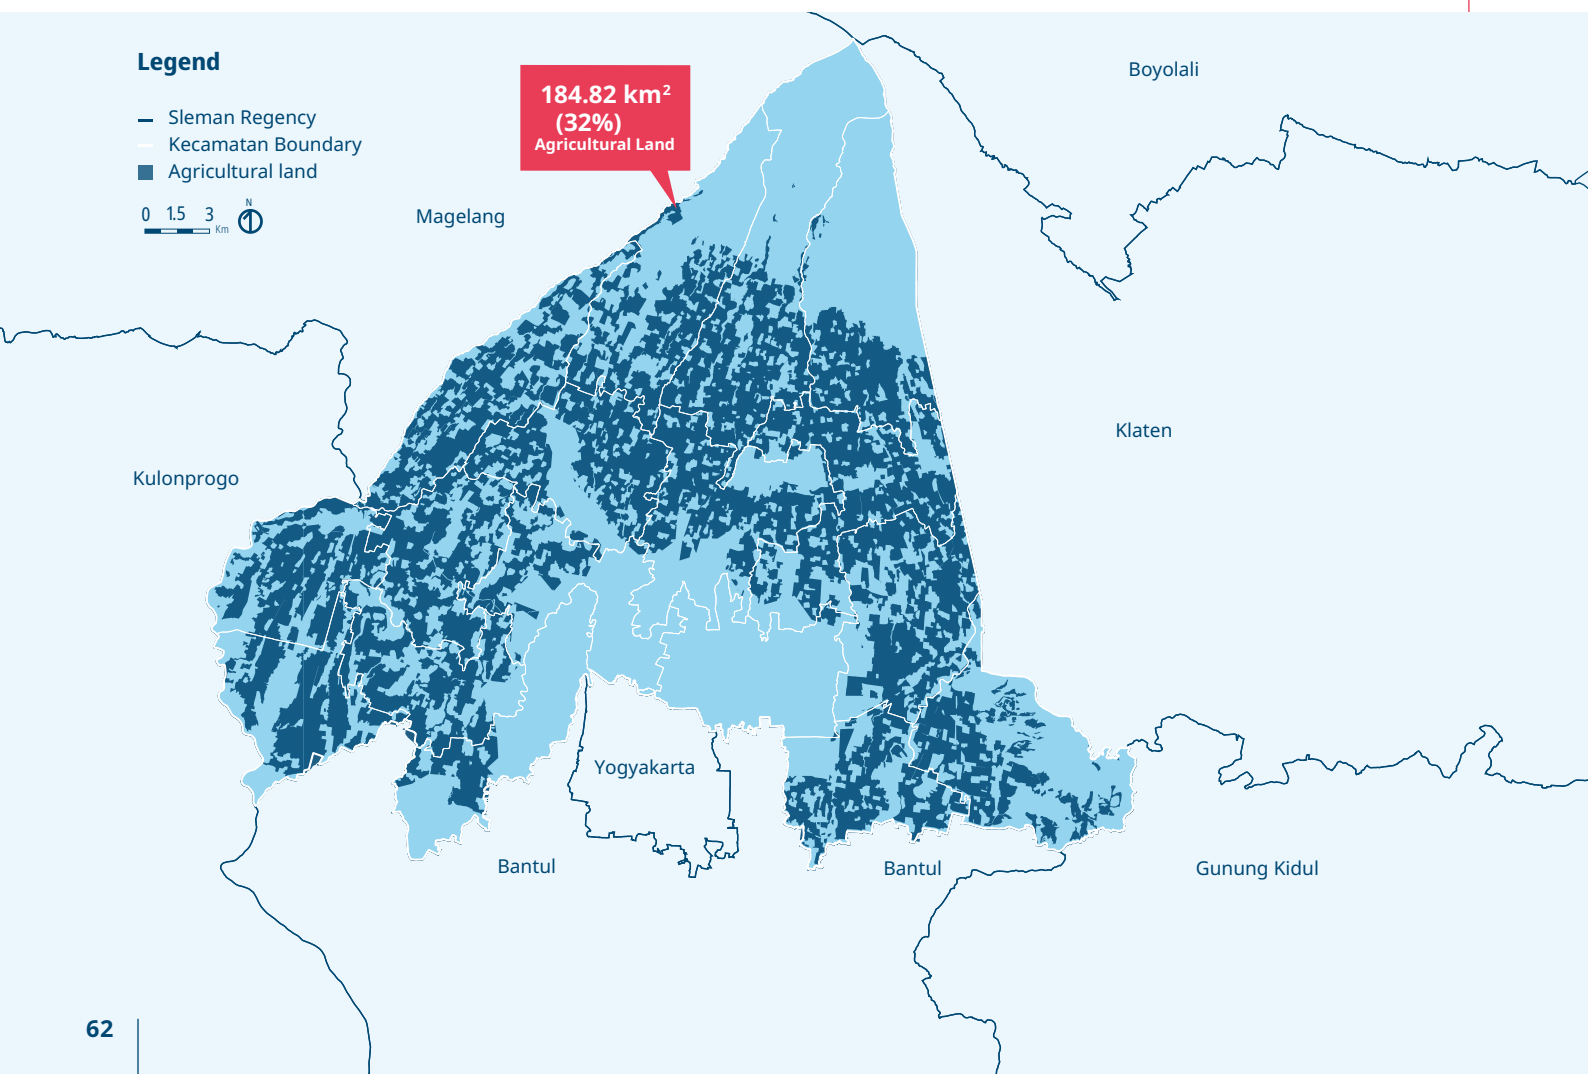 Legend
Sleman Regency
Kecamatan Boundary
Agricultural land
0 1.5 3 Km
N
184.82 km²
(32%)
Agricultural Land
Boyolali
Magelang
Klaten
Kulonprogo
Yogyakarta
Bantul
Bantul
Gunung Kidul
62